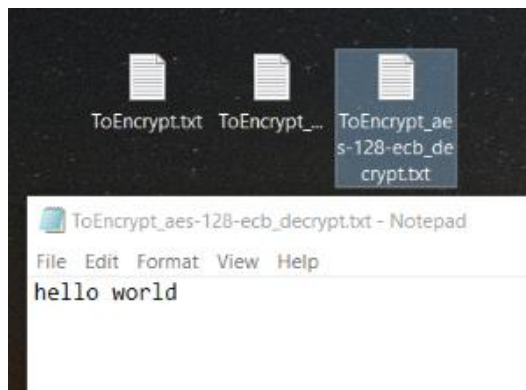 ToEncrypt.txt
ToEncrypt_...
ToEncrypt_ae
s-128-ecb_de
crypt.txt
ToEncrypt_aes-128-ecb_decrypt.txt - Notepad
File Edit Format View Help
hello world